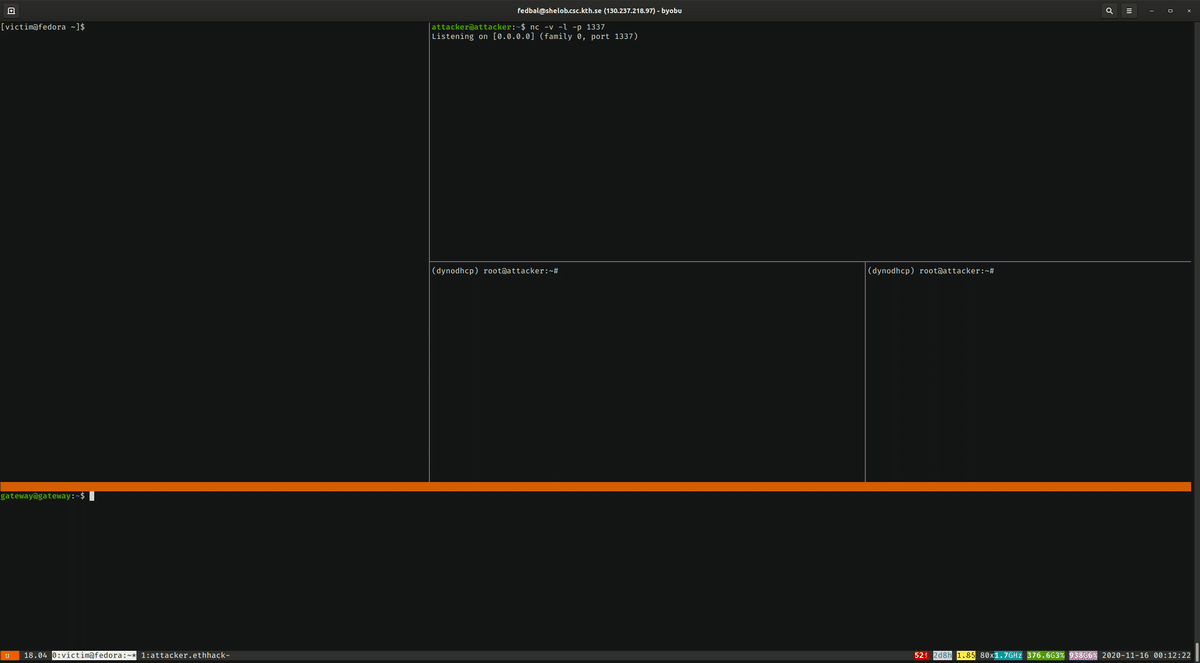 fedbal@shelob.csc.kth.se (130.237.218.97) - byobu
[victim@fedora ~]$
attacker@attacker:~$ nc -v -l -p 1337
Listening on [0.0.0.0] (family 0, port 1337)
(dynodhcp) root@attacker:~#
(dynodhcp) root@attacker:~#
gateway@gateway:~$
u 18.04 0:victim@fedora:~* 1:attacker.ethhack- 52! 2d8h 1.85 80x1.7GHz 376.6G3% 938G6% 2020-11-16 00:12:22